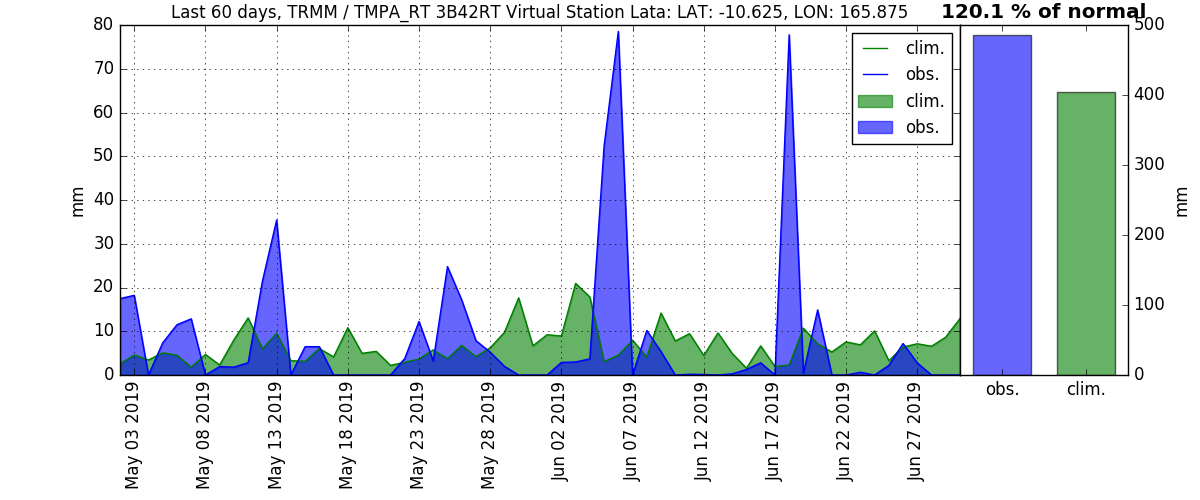 Last 60 days, TRMM / TMPA_RT 3B42RT Virtual Station Lata: LAT: -10.625, LON: 165.875
120.1 % of normal
80
70
60
50
40
30
20
10
0
mm
clim.
obs.
clim.
obs.
May 03 2019
May 08 2019
May 13 2019
May 18 2019
May 23 2019
May 28 2019
Jun 02 2019
Jun 07 2019
Jun 12 2019
Jun 17 2019
Jun 22 2019
Jun 27 2019
500
400
300
200
100
0
mm
obs.
clim.